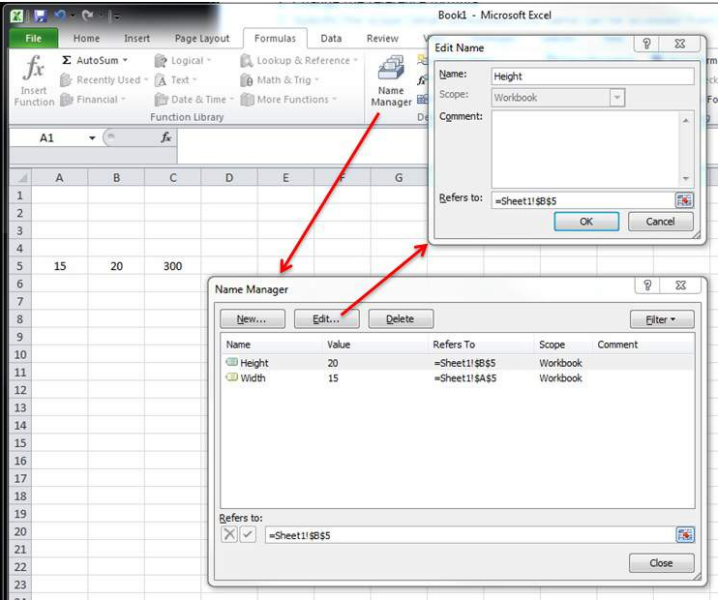 Book1 - Microsoft Excel
File Home Insert Page Layout Formulas Data Review
Insert Function
Σ AutoSum
Recently Used
Financial
Logical
Text
Date & Time
Lookup & Reference
Math & Trig
More Functions
Name Manager
Function Library
A1 fx
A B C D E F G
1
2
3
4
5 15 20 300
6
7
8
9
10
11
12
13
14
15
16
17
18
19
20
21
22
23
Edit Name
Name: Height
Scope: Workbook
Comment:
Refers to: =Sheet1!$B$5
OK Cancel
Name Manager
New... Edit... Delete Filter
Name Value Refers To Scope Comment
Height 20 =Sheet1!$B$5 Workbook
Width 15 =Sheet1!$A$5 Workbook
Refers to:
=Sheet1!$B$5
Close